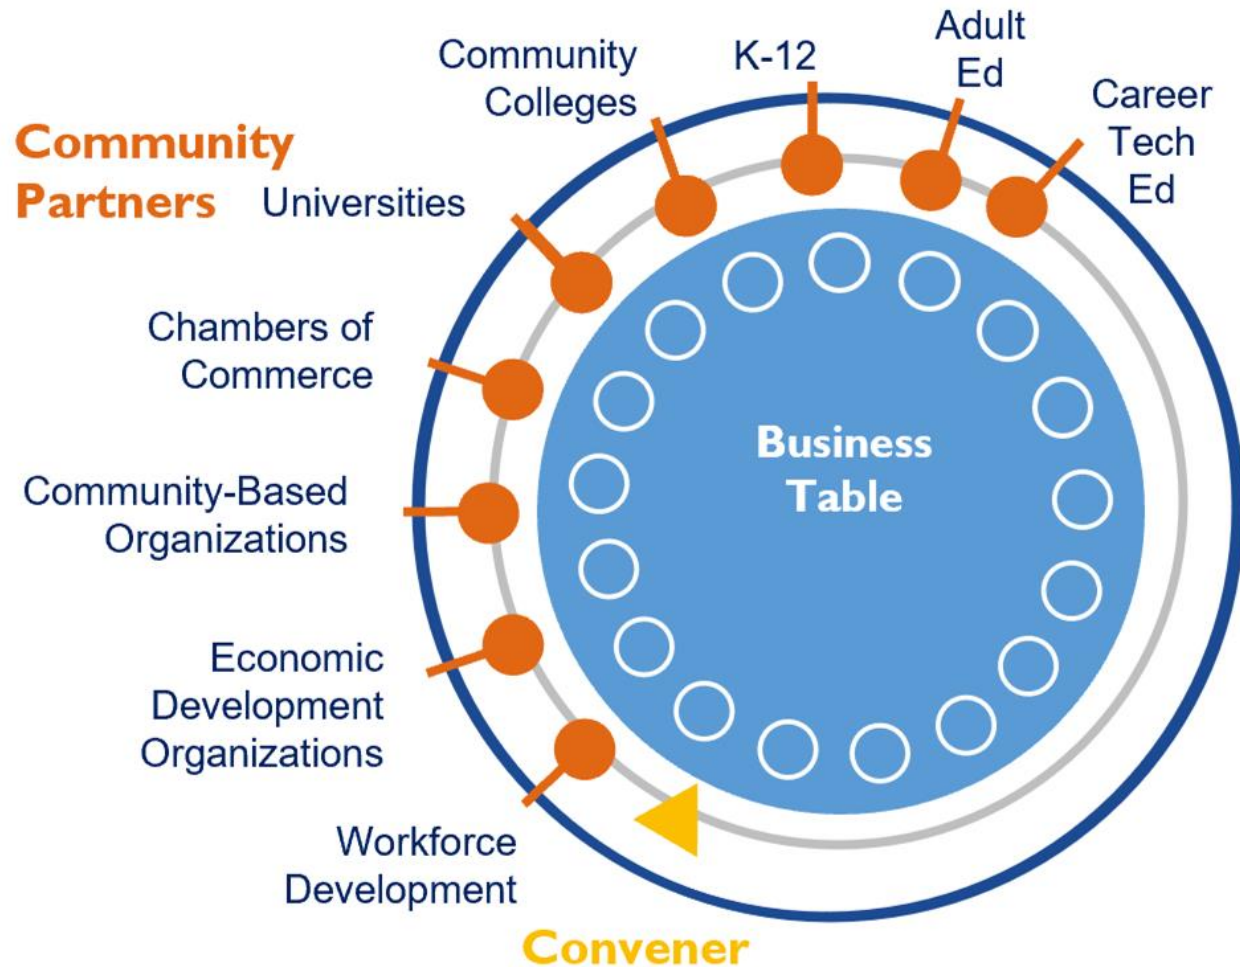 Community
Partners
Universities
Community
Colleges
K-12
Adult
Ed
Career
Tech
Ed
Chambers of
Commerce
Community-Based
Organizations
Economic
Development
Organizations
Workforce
Development
Convener
Business
Table